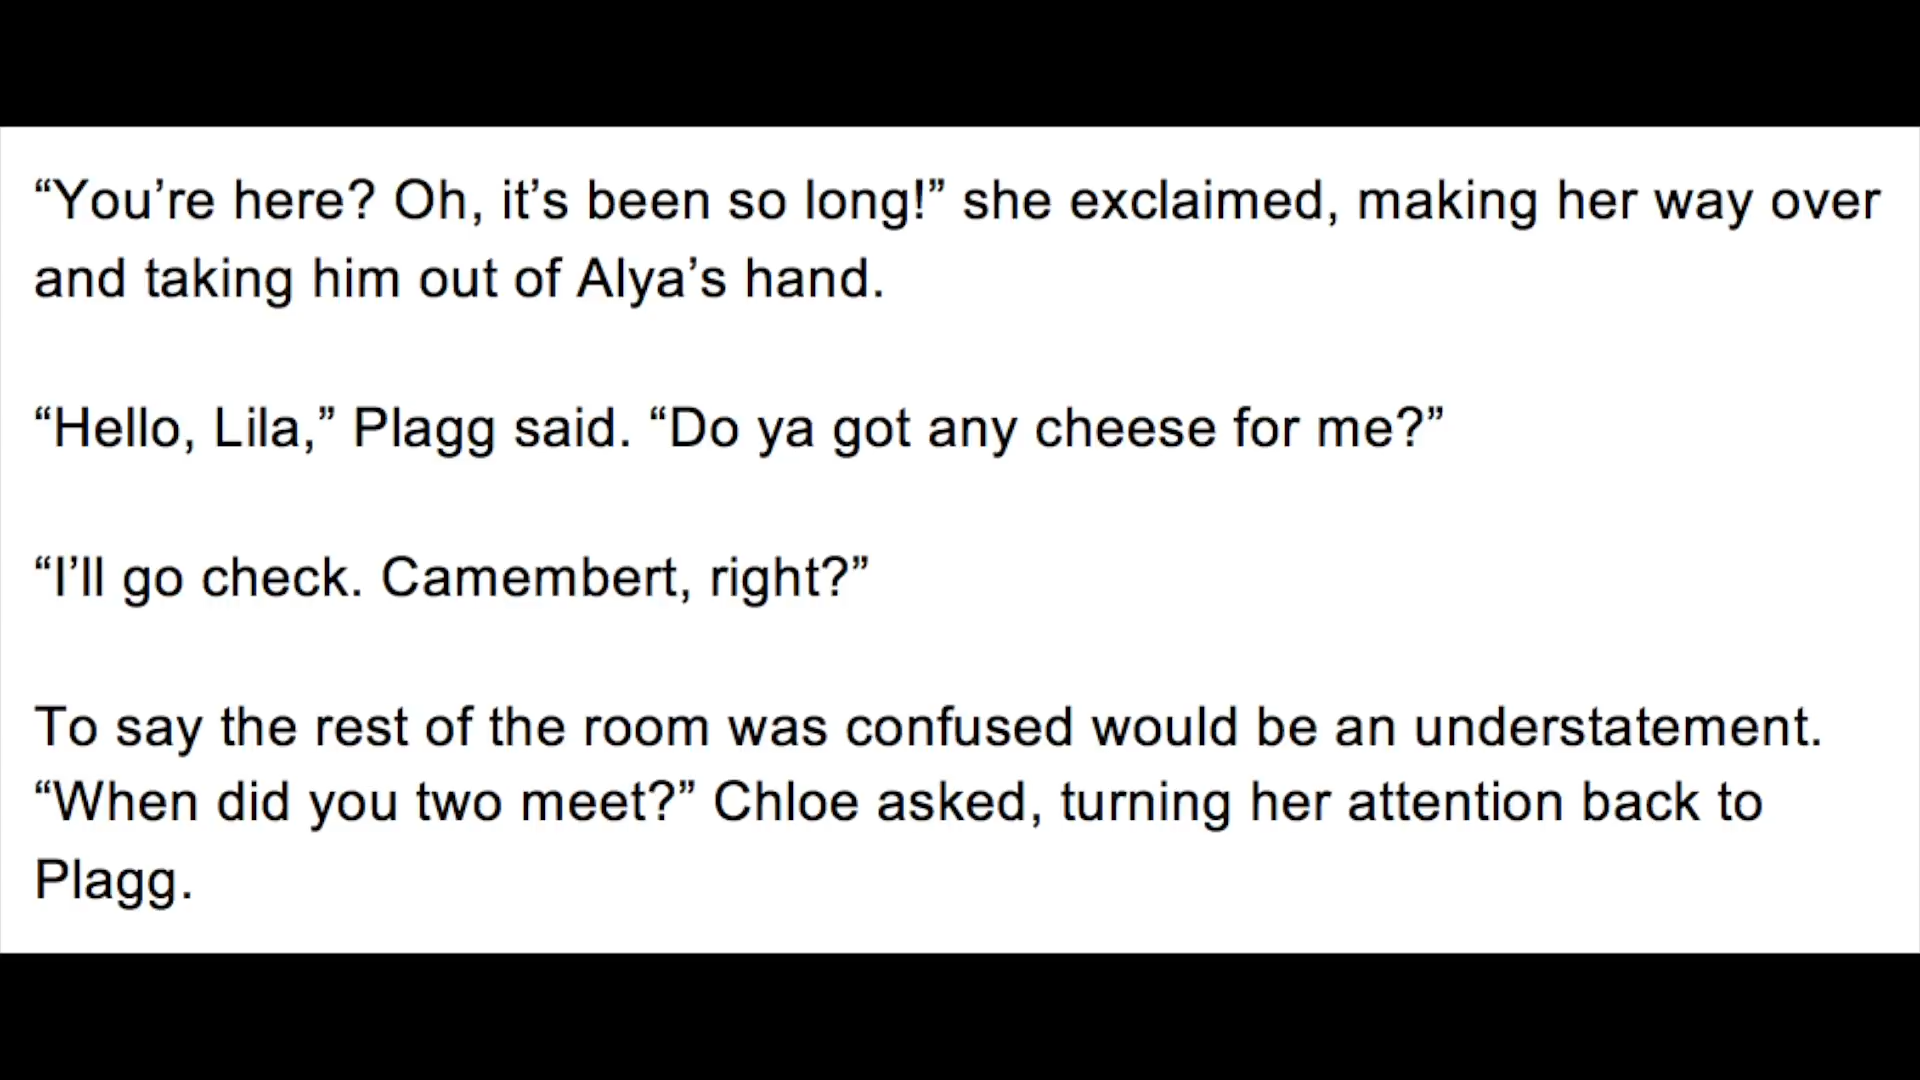 “You’re here? Oh, it’s been so long!” she exclaimed, making her way over
and taking him out of Alya’s hand.
“Hello, Lila,” Plagg said. “Do ya got any cheese for me?”
“I’ll go check. Camembert, right?”
To say the rest of the room was confused would be an understatement.
“When did you two meet?” Chloe asked, turning her attention back to
Plagg.